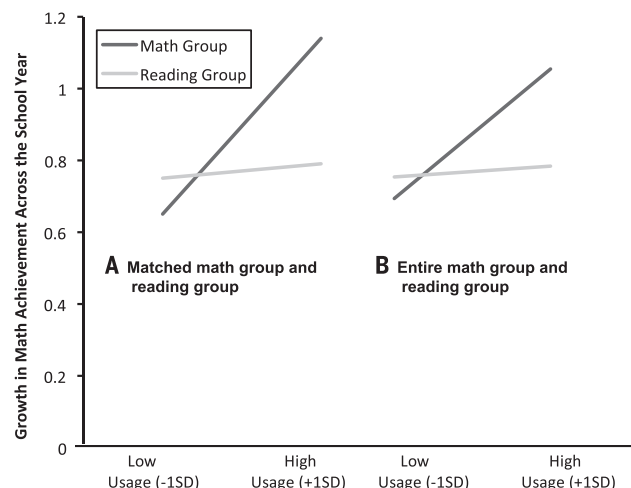 Growth in Math Achievement Across the School Year
1.2
1
0.8
0.6
0.4
0.2
0
Math Group
Reading Group
A Matched math group and
reading group
B Entire math group and
reading group
Low
Usage (-1SD)
High
Usage (+1SD)
Low
Usage (-1SD)
High
Usage (+1SD)